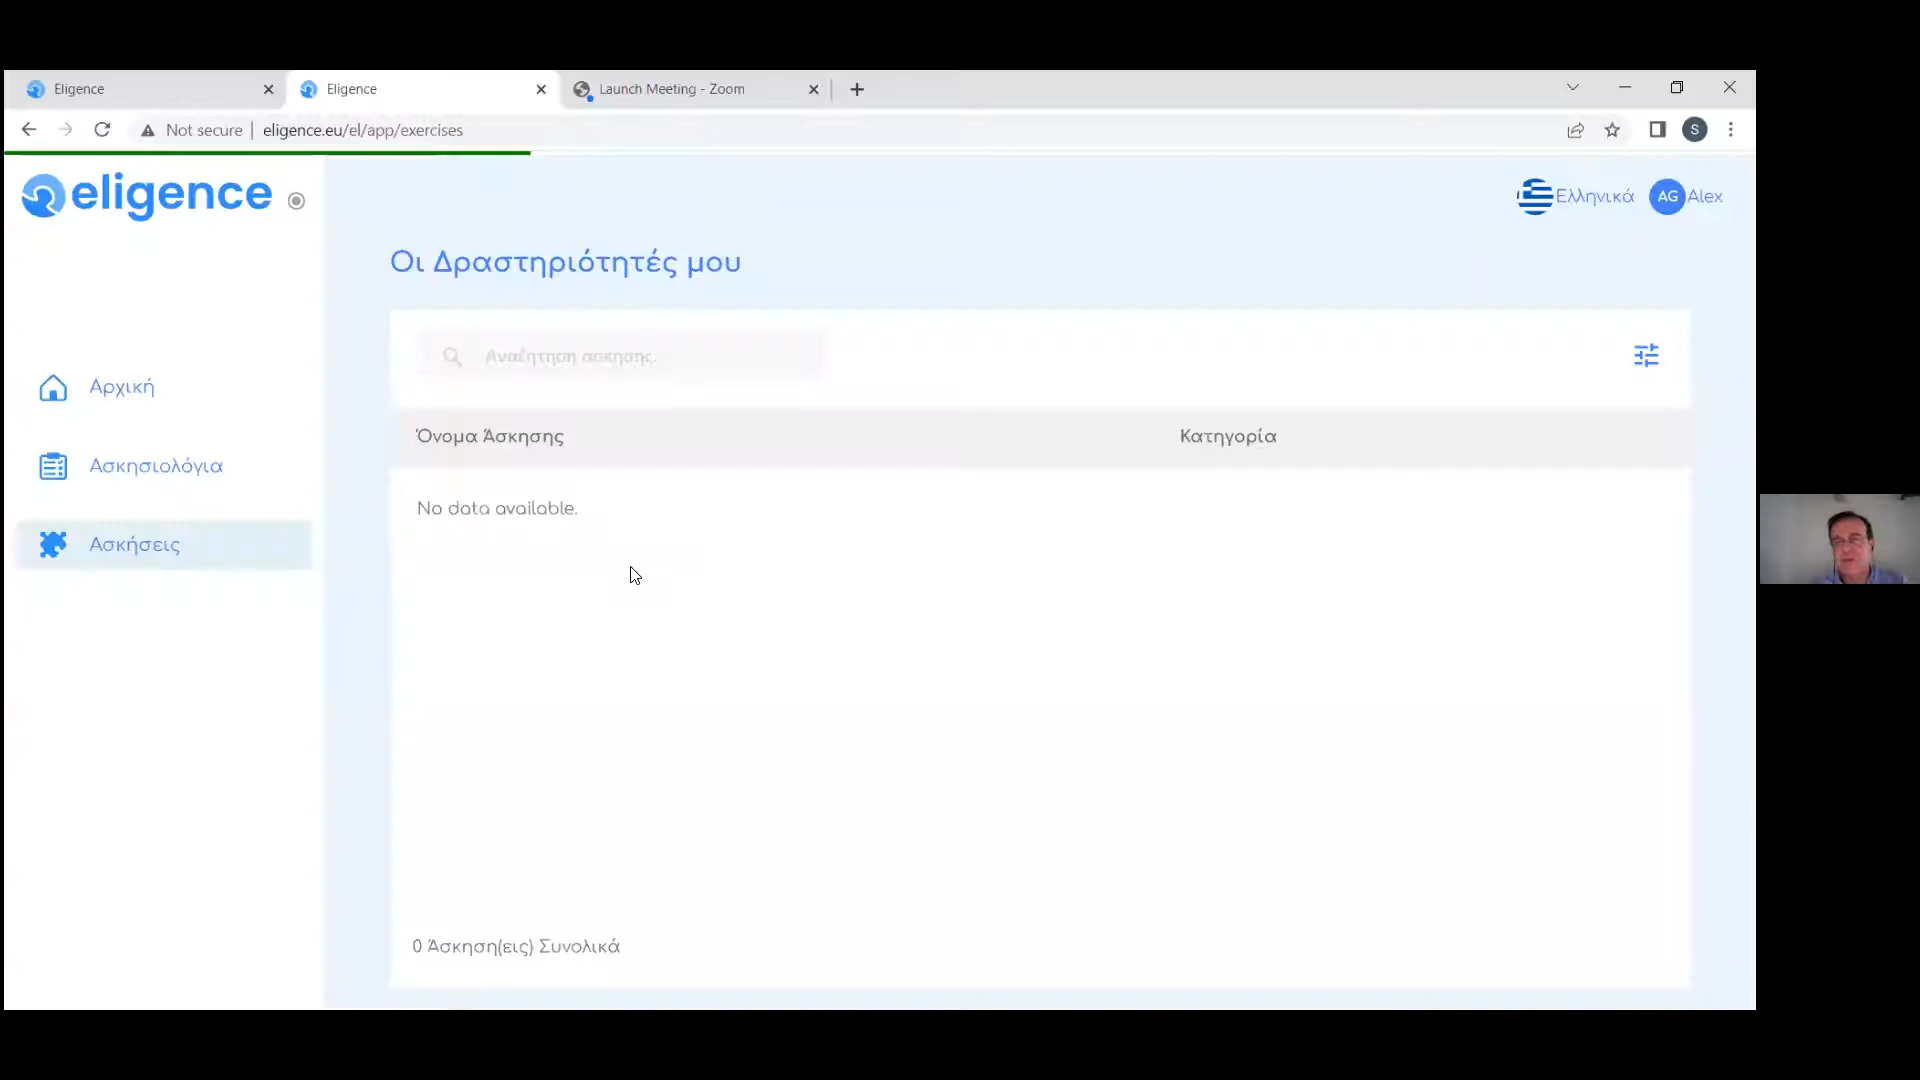 Eligence
Eligence
Launch Meeting - Zoom
Not secure
eligence.eu/el/app/exercises
S
eligence
Ελληνικά
AG
Alex
Οι Δραστηριότητές μου
Αναζήτηση άσκησης.
Αρχική
Ασκησιολόγια
Ασκήσεις
Όνομα Άσκησης
Κατηγορία
No data available.
0 Άσκηση(εις) Συνολικά